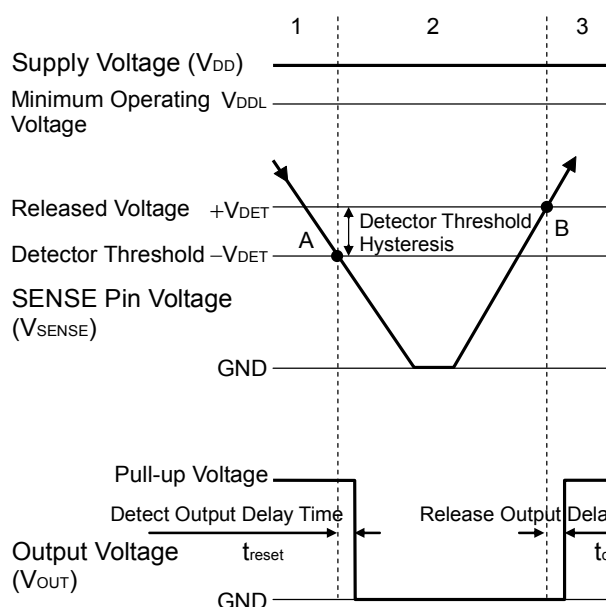 1 2 3
Supply Voltage (VDD)
Minimum Operating VDDL
Voltage
Released Voltage +VDET
Detector Threshold
Hysteresis
A
B
Detector Threshold −VDET
SENSE Pin Voltage
(VSENSE)
GND
Pull-up Voltage
Detect Output Delay Time
Release Output Dela
treset
Output Voltage
(VOUT)
GND